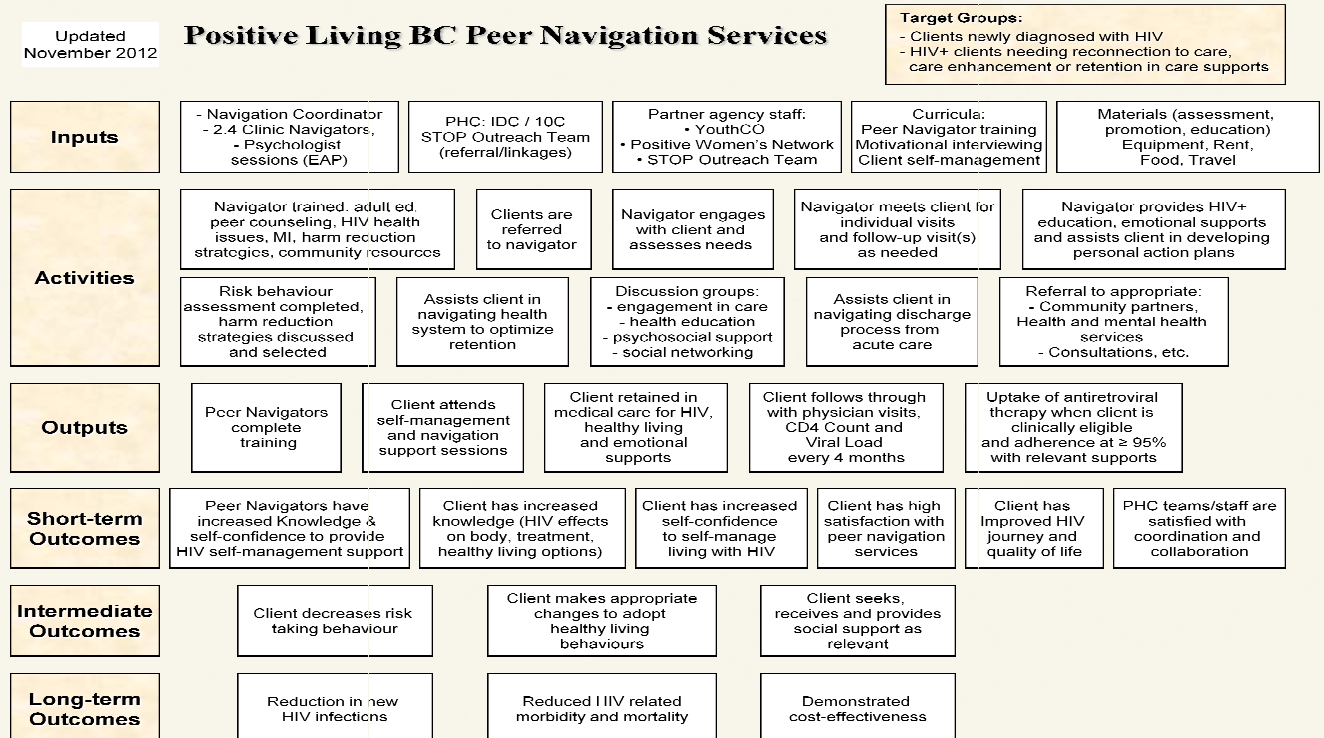 Updated
November 2012
Positive Living BC Peer Navigation Services
Target Groups:
- Clients newly diagnosed with HIV
- HIV+ clients needing reconnection to care,
care enhancement or retention in care supports
Inputs
- Navigation Coordinator
- 2.4 Clinic Navigators,
- Psychologist
sessions (EAP)
PHC: IDC / 10C
STOP Outreach Team
(referral/linkages)
Partner agency staff:
• YouthCO
• Positive Women's Network
• STOP Outreach Team
Curricula:
Peer Navigator training
Motivational interviewing
Client self-management
Materials (assessment,
promotion, education)
Equipment, Rent,
Food, Travel
Activities
Navigator trained: adult ed,
peer counseling, HIV health
issues, MI, harm reduction
strategies, community resources
Clients are
referred
to navigator
Navigator engages
with client and
assesses needs
Navigator meets client for
individual visits
and follow-up visit(s)
as needed
Navigator provides HIV+
education, emotional supports
and assists client in developing
personal action plans
Risk behaviour
assessment completed,
harm reduction
strategies discussed
and selected
Assists client in
navigating health
system to optimize
retention
Discussion groups:
- engagement in care
- health education
- psychosocial support
- social networking
Assists client in
navigating discharge
process from
acute care
Referral to appropriate:
- Community partners,
Health and mental health
services
- Consultations, etc.
Outputs
Peer Navigators
complete
training
Client attends
self-management
and navigation
support sessions
Client retained in
medical care for HIV,
healthy living
and emotional
supports
Client follows through
with physician visits,
CD4 Count and
Viral Load
every 4 months
Uptake of antiretroviral
therapy when client is
clinically eligible
and adherence at ≥ 95%
with relevant supports
Short-term
Outcomes
Peer Navigators have
increased Knowledge &
self-confidence to provide
HIV self-management support
Client has increased
knowledge (HIV effects
on body, treatment,
healthy living options)
Client has increased
self-confidence
to self-manage
living with HIV
Client has high
satisfaction with
peer navigation
services
Client has
Improved HIV
journey and
quality of life
PHC teams/staff are
satisfied with
coordination and
collaboration
Intermediate
Outcomes
Client decreases risk
taking behaviour
Client makes appropriate
changes to adopt
healthy living
behaviours
Client seeks,
receives and provides
social support as
relevant
Long-term
Outcomes
Reduction in new
HIV infections
Reduced HIV related
morbidity and mortality
Demonstrated
cost-effectiveness